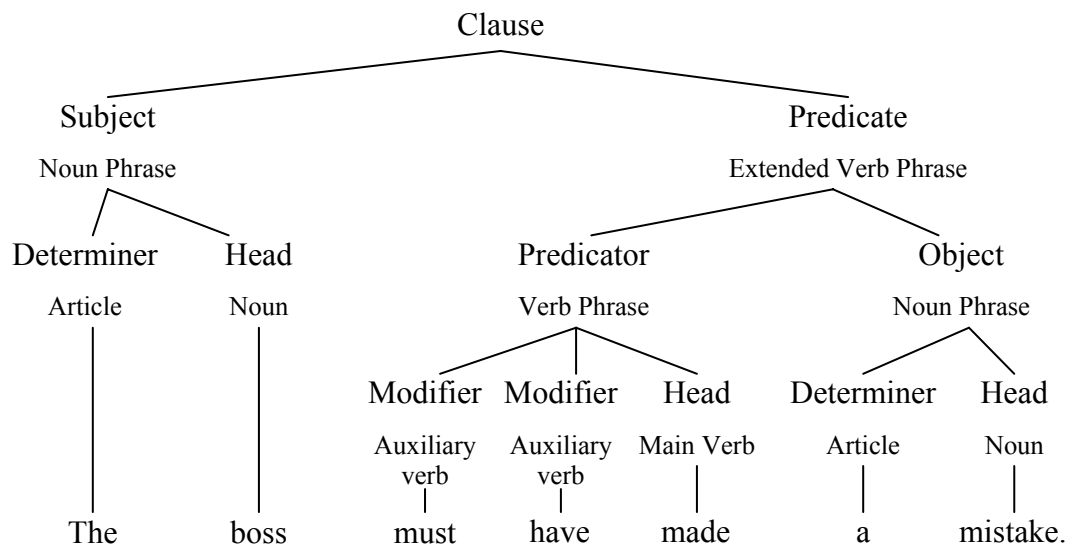 Clause
Subject Predicate
Noun Phrase Extended Verb Phrase
Determiner Head Predicator Object
Article Noun Verb Phrase Noun Phrase
Modifier Modifier Head Determiner Head
Auxiliary verb Auxiliary verb Main Verb Article Noun
The boss must have made a mistake.